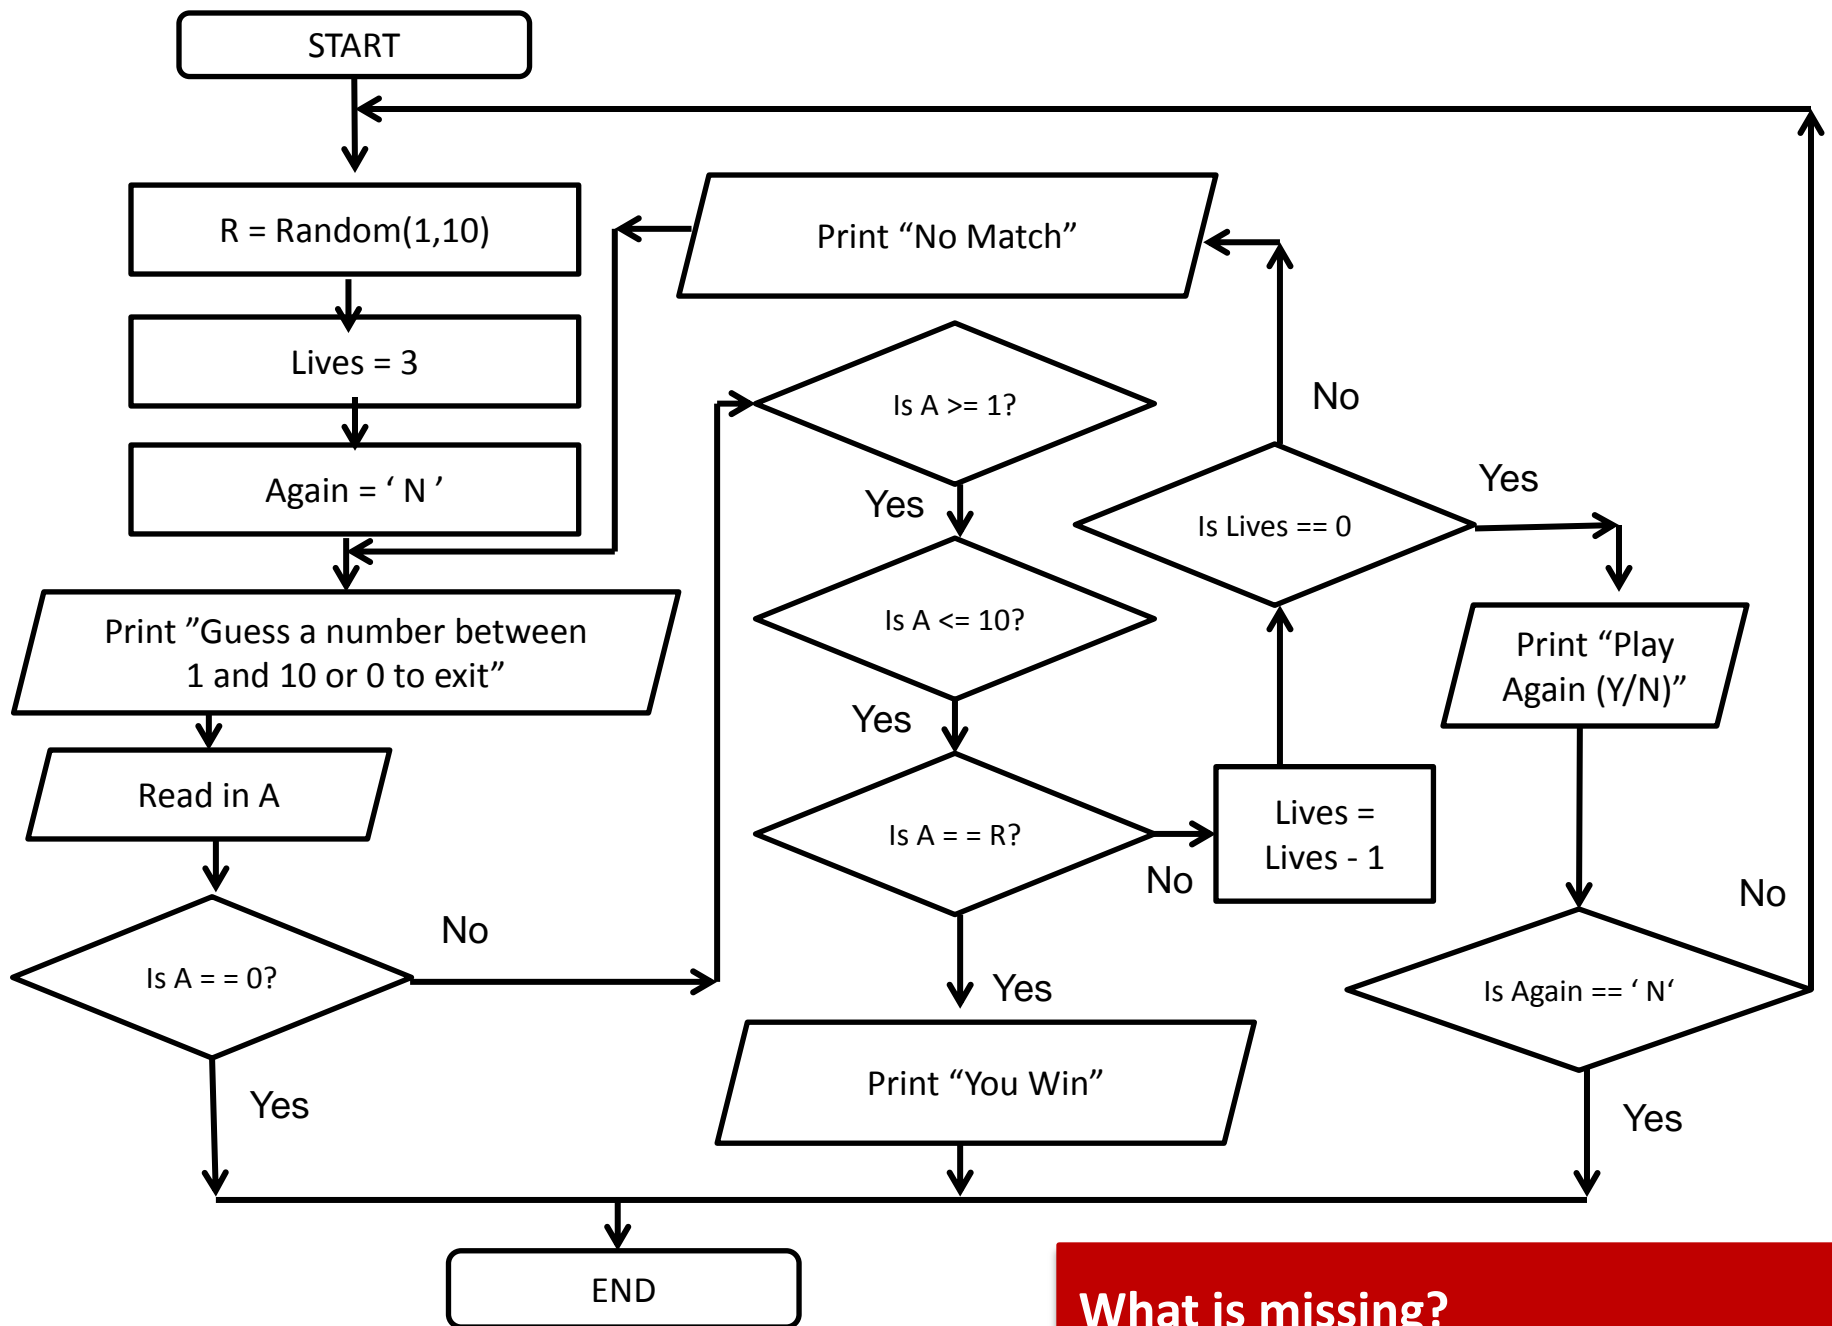 START
R = Random(1,10)
Lives = 3
Again = ‘ N ’
Print ”Guess a number between
1 and 10 or 0 to exit”
Read in A
Is A = = 0?
No
Yes
Print “No Match”
Is A >= 1?
Yes
Is A <= 10?
Yes
Is A = = R?
No
Yes
Print “You Win”
Lives =
Lives - 1
Is Lives == 0
No
Yes
Print “Play
Again (Y/N)”
Is Again == ‘ N‘
No
Yes
END
What is missing?